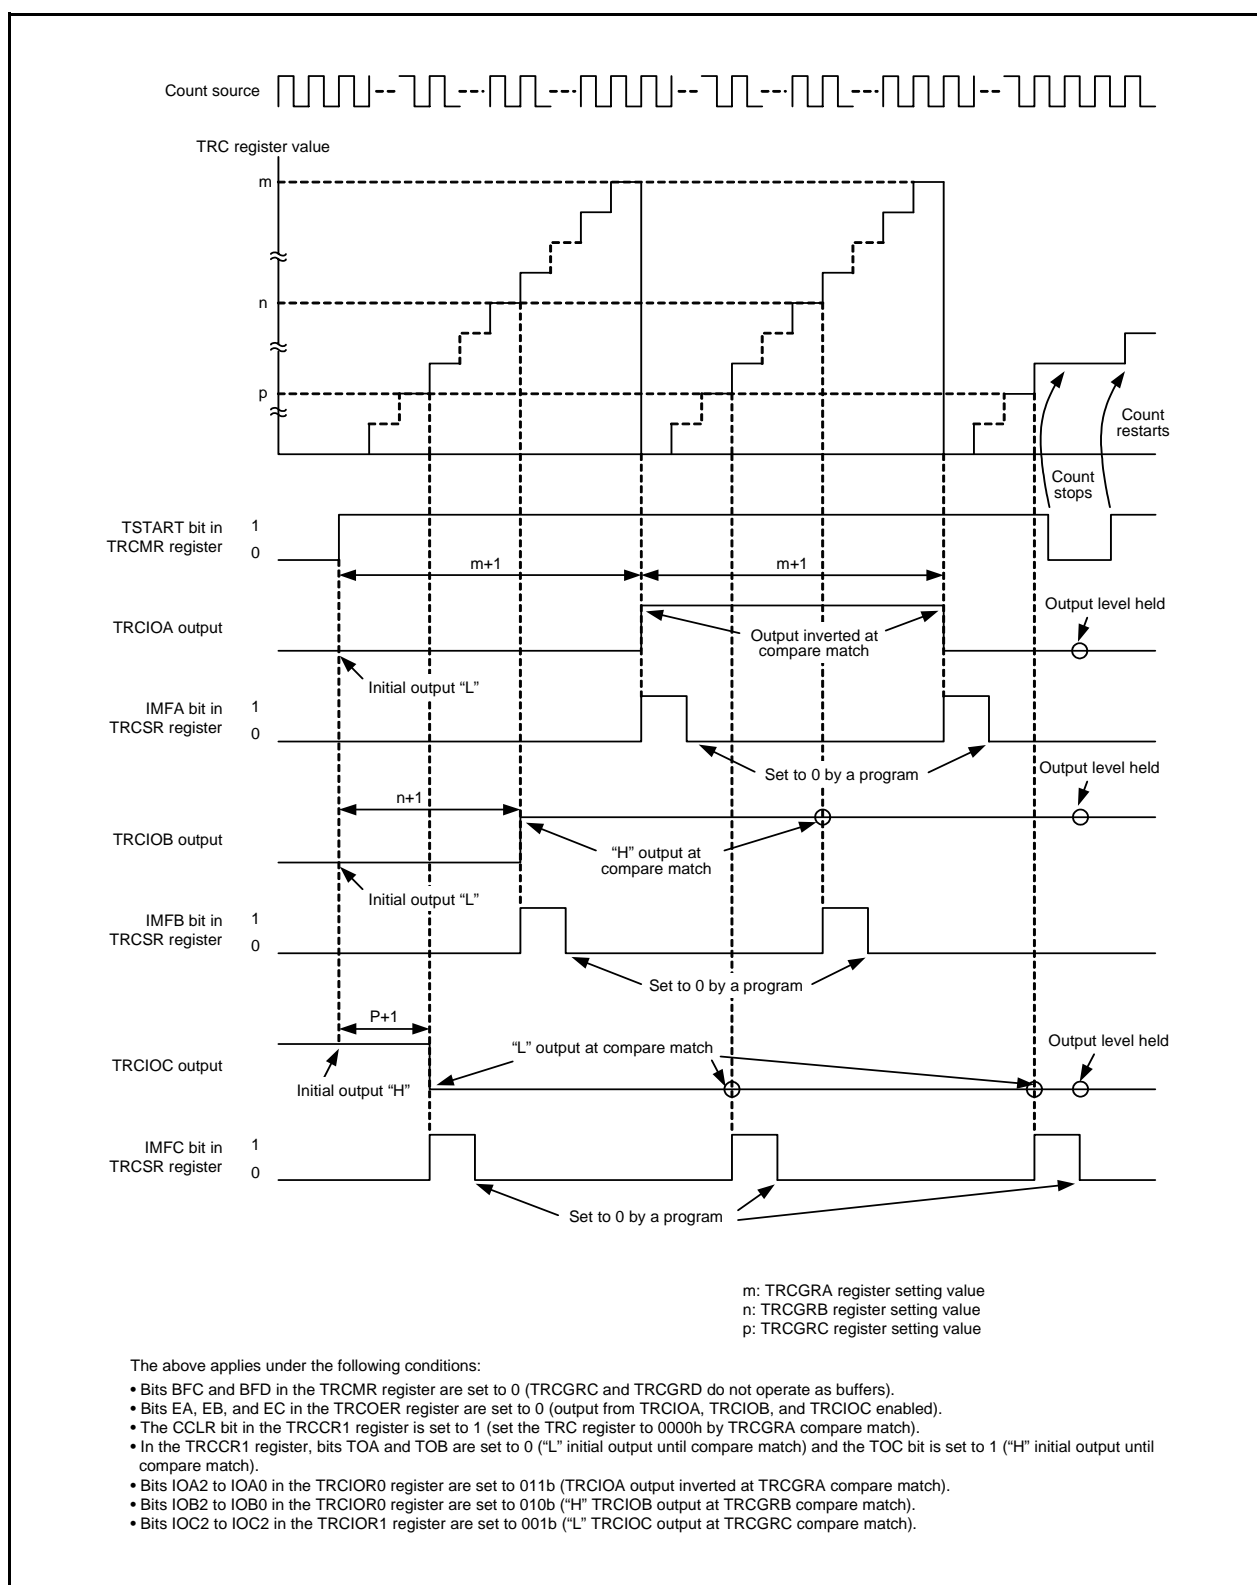 Count source
TRC register value
m
n
p
Count
restarts
Count
stops
TSTART bit in
TRCMR register
1
0
m+1
m+1
TRCIOA output
Output inverted at
compare match
Output level held
Initial output “L”
IMFA bit in
TRCSR register
1
0
Set to 0 by a program
Output level held
n+1
TRCIOB output
“H” output at
compare match
Initial output “L”
IMFB bit in
TRCSR register
1
0
Set to 0 by a program
P+1
TRCIOC output
“L” output at compare match
Output level held
Initial output “H”
IMFC bit in
TRCSR register
1
0
Set to 0 by a program
m: TRCGRA register setting value
n: TRCGRB register setting value
p: TRCGRC register setting value
The above applies under the following conditions:
• Bits BFC and BFD in the TRCMR register are set to 0 (TRCGRC and TRCGRD do not operate as buffers).
• Bits EA, EB, and EC in the TRCOER register are set to 0 (output from TRCIOA, TRCIOB, and TRCIOC enabled).
• The CCLR bit in the TRCCR1 register is set to 1 (set the TRC register to 0000h by TRCGRA compare match).
• In the TRCCR1 register, bits TOA and TOB are set to 0 (“L” initial output until compare match) and the TOC bit is set to 1 (“H” initial output until
compare match).
• Bits IOA2 to IOA0 in the TRCIOR0 register are set to 011b (TRCIOA output inverted at TRCGRA compare match).
• Bits IOB2 to IOB0 in the TRCIOR0 register are set to 010b (“H” TRCIOB output at TRCGRB compare match).
• Bits IOC2 to IOC2 in the TRCIOR1 register are set to 001b (“L” TRCIOC output at TRCGRC compare match).